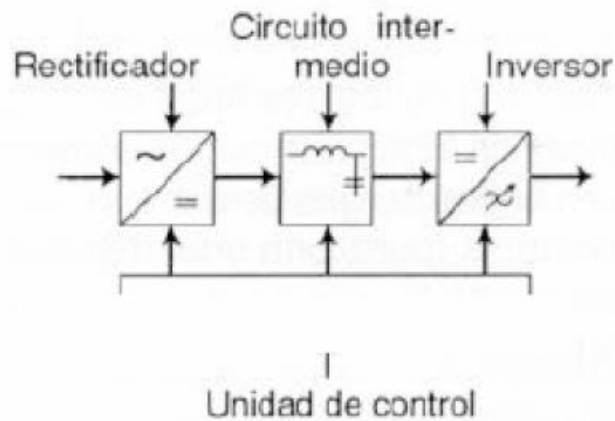 Circuito inter-
Rectificador medio Inversor
Unidad de control